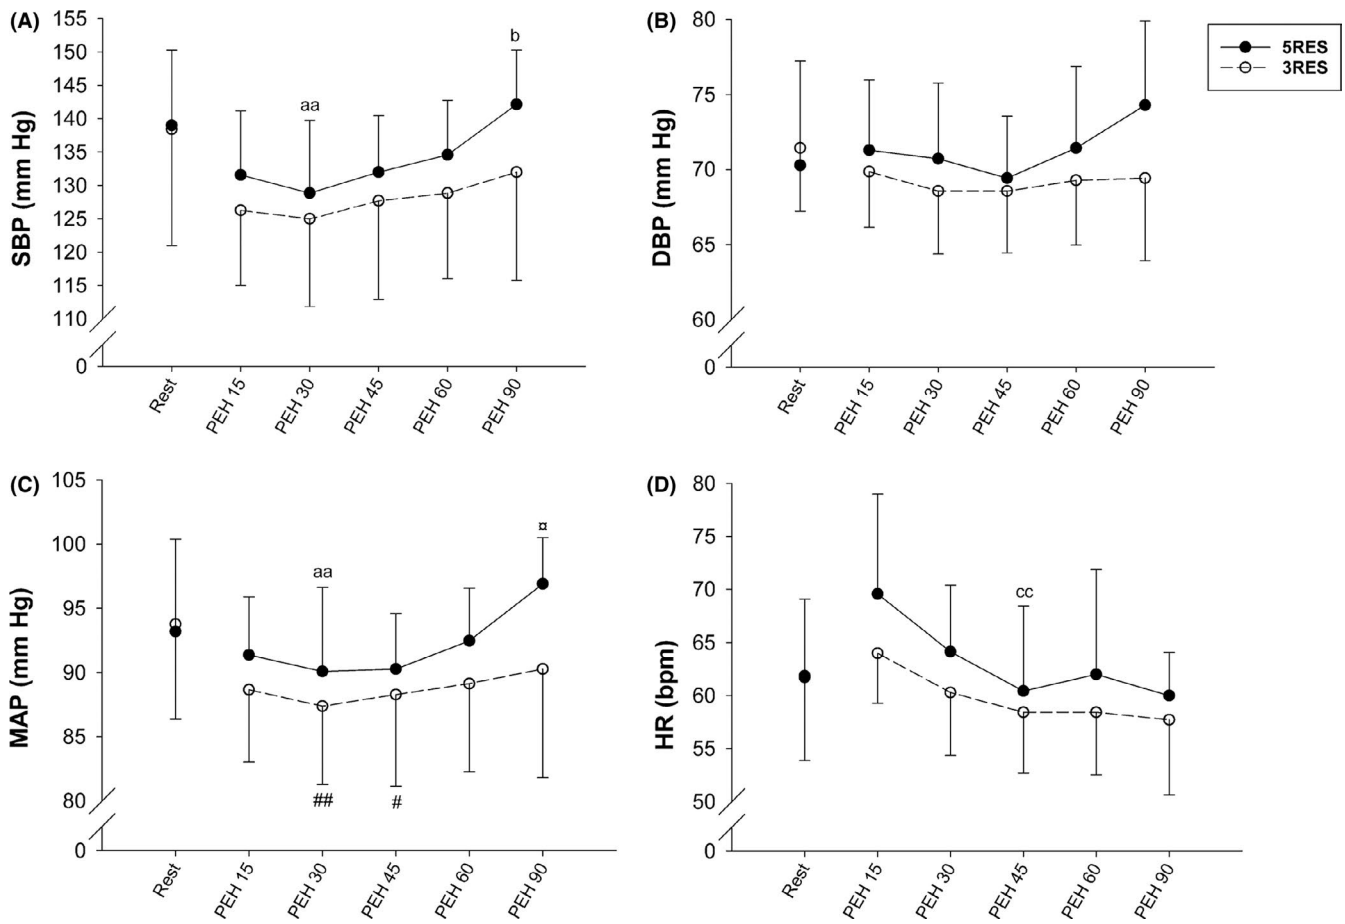 (A)
155
150
145
140
135
130
125
120
115
110
0
SBP (mm Hg)
aa
b
Rest
PEH 15
PEH 30
PEH 45
PEH 60
PEH 90
(B)
80
75
70
65
60
0
DBP (mm Hg)
Rest
PEH 15
PEH 30
PEH 45
PEH 60
PEH 90
5RES
3RES
(C)
105
100
95
90
85
80
0
MAP (mm Hg)
aa
¤
##
#
Rest
PEH 15
PEH 30
PEH 45
PEH 60
PEH 90
(D)
80
75
70
65
60
55
50
0
HR (bpm)
cc
Rest
PEH 15
PEH 30
PEH 45
PEH 60
PEH 90